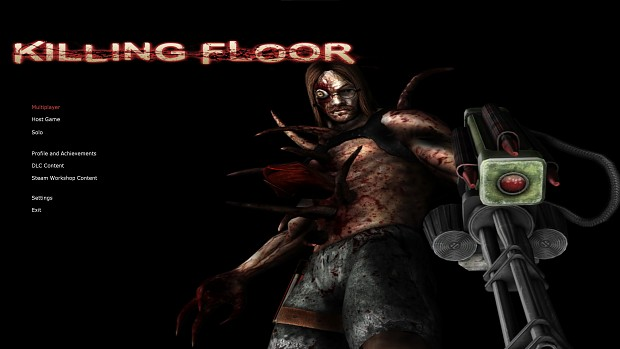 KILLING FLOOR
Multiplayer
Host Game
Solo
Profile and Achievements
DLC Content
Steam Workshop Content
Settings
Exit